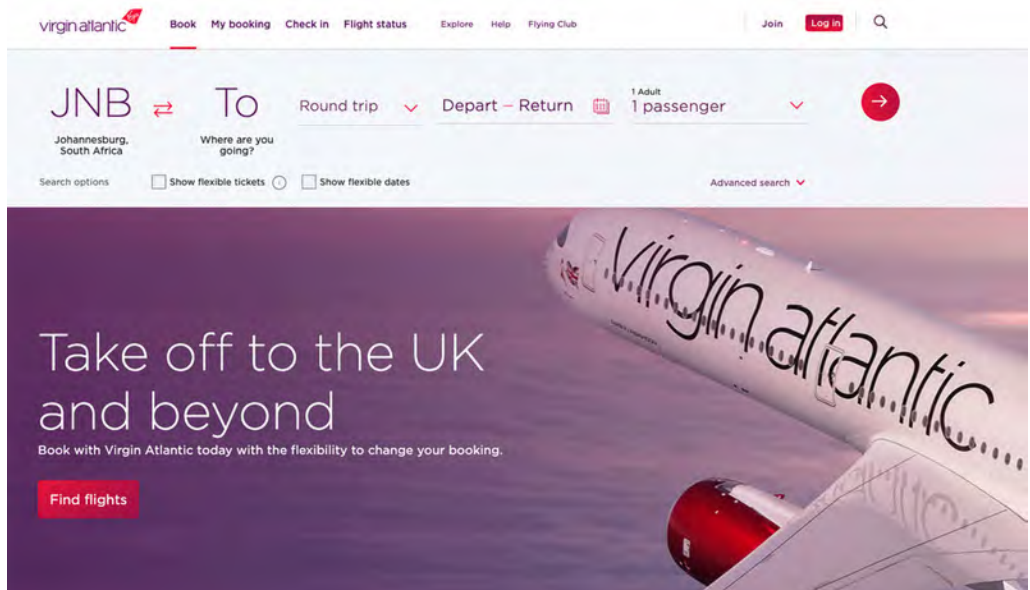 virgin atlantic Book My booking Check in Flight status Explore Help Flying Club Join Log in
JNB To Round trip Depart – Return 1 Adult
1 passenger
Johannesburg,
South Africa
Where are you
going?
Search options Show flexible tickets i Show flexible dates Advanced search
virgin atlantic
Take off to the UK
and beyond
Book with Virgin Atlantic today with the flexibility to change your booking.
Find flights